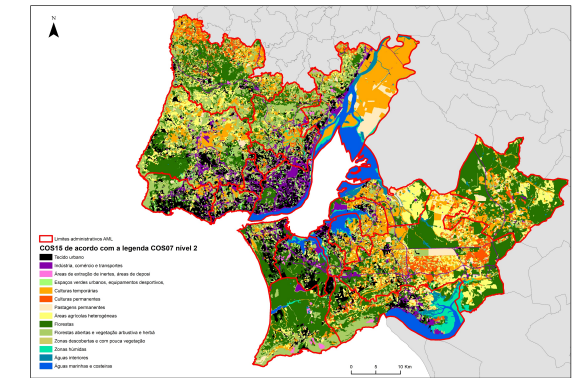 N
Limites administrativos AML
COS15 de acordo com a legenda COS07 nível 2
Tecido urbano
Indústria, comércio e transportes
Áreas de extração de inertes, áreas de deposi
Espaços verdes urbanos, equipamentos desportivos,
Culturas temporárias
Culturas permanentes
Pastagens permanentes
Áreas agrícolas heterogéneas
Florestas
Florestas abertas e vegetação arbustiva e herbá
Zonas descobertas e com pouca vegetação
Zonas húmidas
Águas interiores
Águas marinhas e costeiras
0 5 10 Km